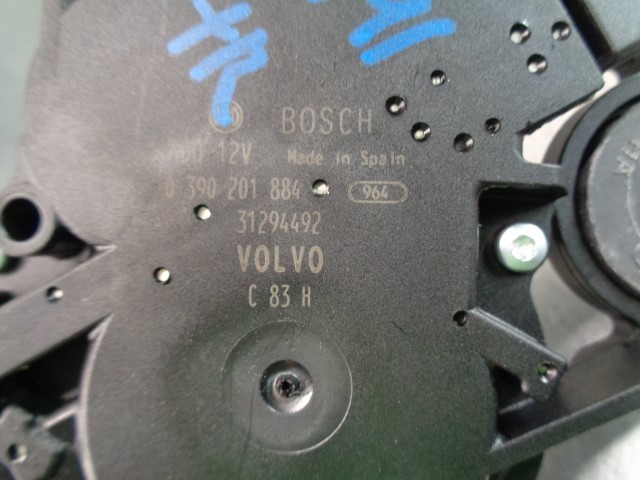 BOSCH
12V Made in Spain
0 390 201 884 964
31294492
VOLVO
C 83 H